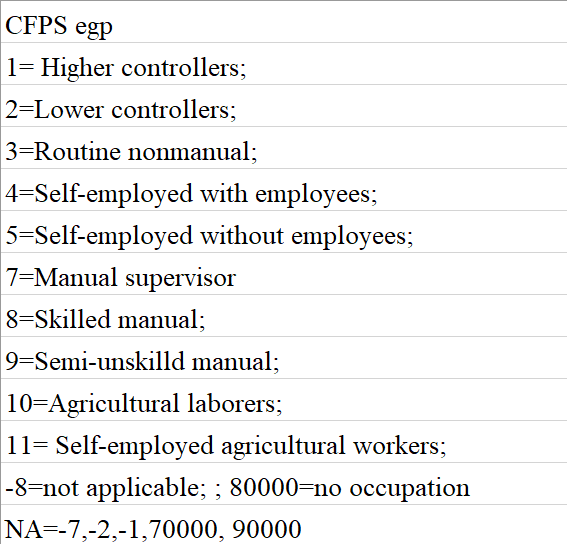 CFPS egp
1= Higher controllers;
2=Lower controllers;
3=Routine nonmanual;
4=Self-employed with employees;
5=Self-employed without employees;
7=Manual supervisor
8=Skilled manual;
9=Semi-unskilld manual;
10=Agricultural laborers;
11= Self-employed agricultural workers;
-8=not applicable; ; 80000=no occupation
NA=-7,-2,-1,70000, 90000